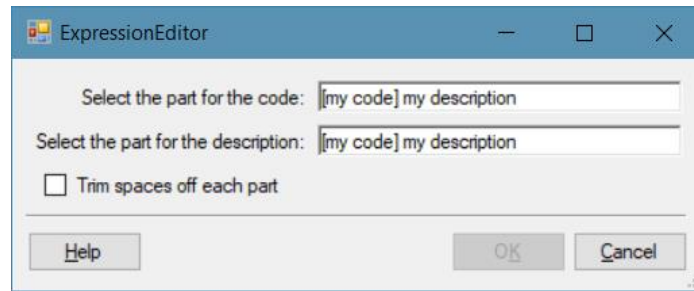 ExpressionEditor
Select the part for the code: [my code] my description
Select the part for the description: [my code] my description
Trim spaces off each part
Help OK Cancel